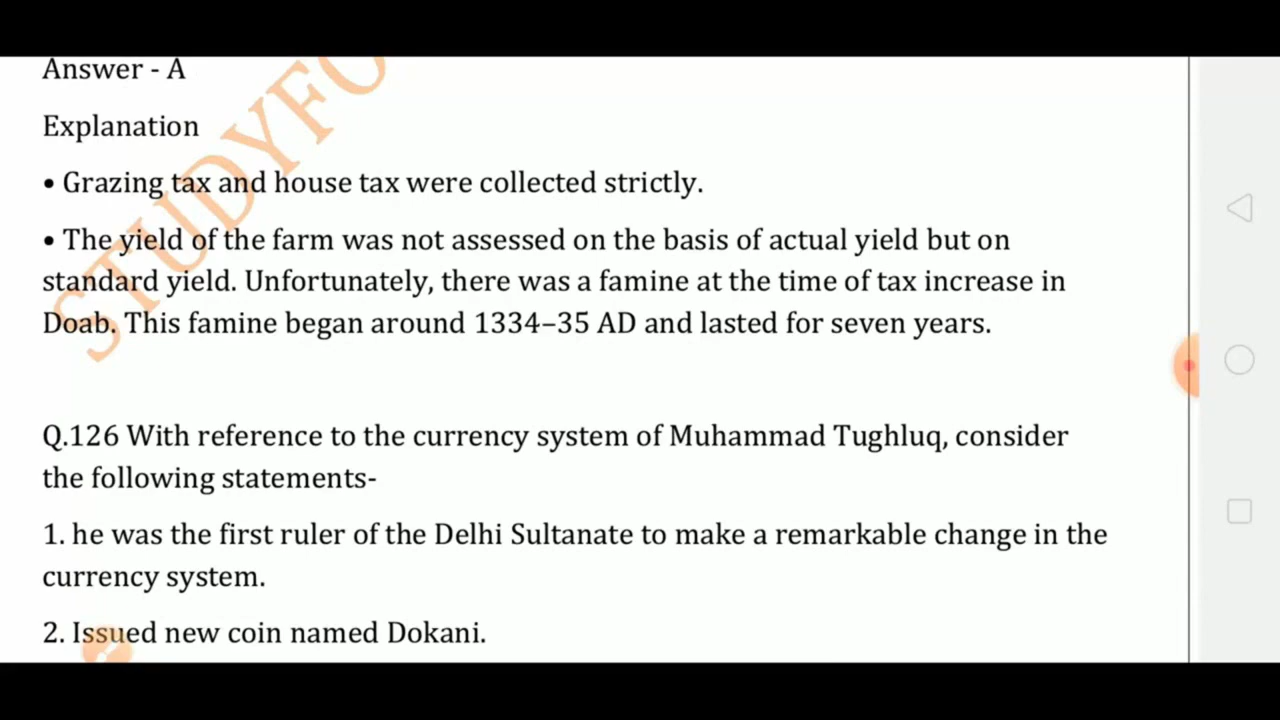 Answer - A
Explanation
• Grazing tax and house tax were collected strictly.
• The yield of the farm was not assessed on the basis of actual yield but on
standard yield. Unfortunately, there was a famine at the time of tax increase in
Doab. This famine began around 1334–35 AD and lasted for seven years.
Q.126 With reference to the currency system of Muhammad Tughluq, consider
the following statements-
1. he was the first ruler of the Delhi Sultanate to make a remarkable change in the
currency system.
2. Issued new coin named Dokani.
STUDYFO